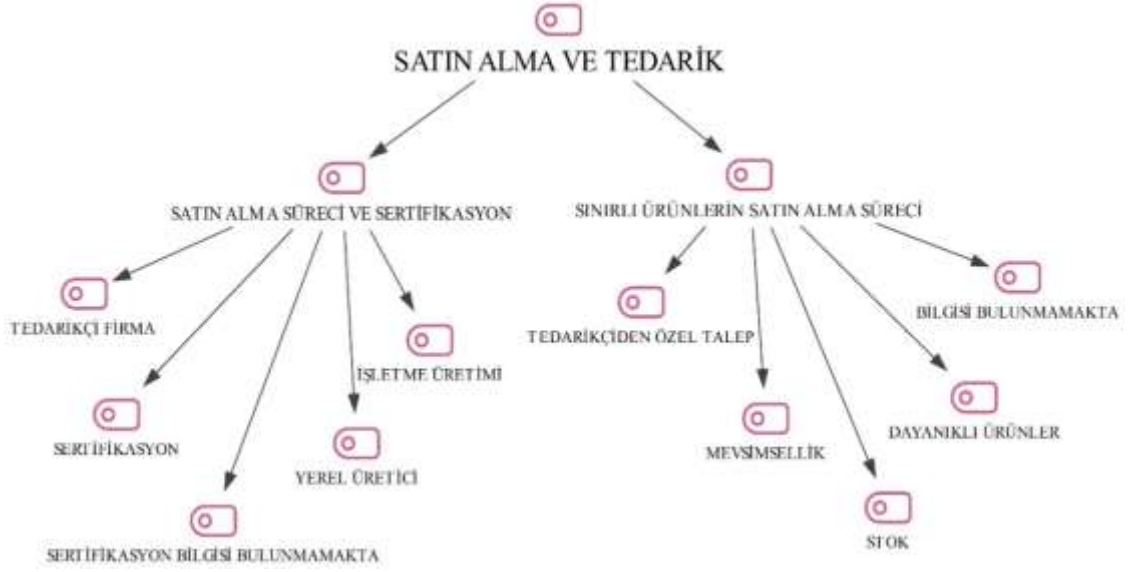 SATIN ALMA VE TEDARİK
SATIN ALMA SÜRECİ VE SERTİFİKASYON
SINIRLI ÜRÜNLERİN SATIN ALMA SÜRECİ
TEDARİKÇİ FİRMA
SERTİFİKASYON
SERTİFİKASYON BİLGİSİ BULUNMAMAKTA
YEREL ÜRETİCİ
İŞLETME ÜRETİMİ
TEDARİKÇİDEN ÖZEL TALEP
MEVSİMSELLİK
STOK
DAYANIKLI ÜRÜNLER
BİLGİSİ BULUNMAMAKTA